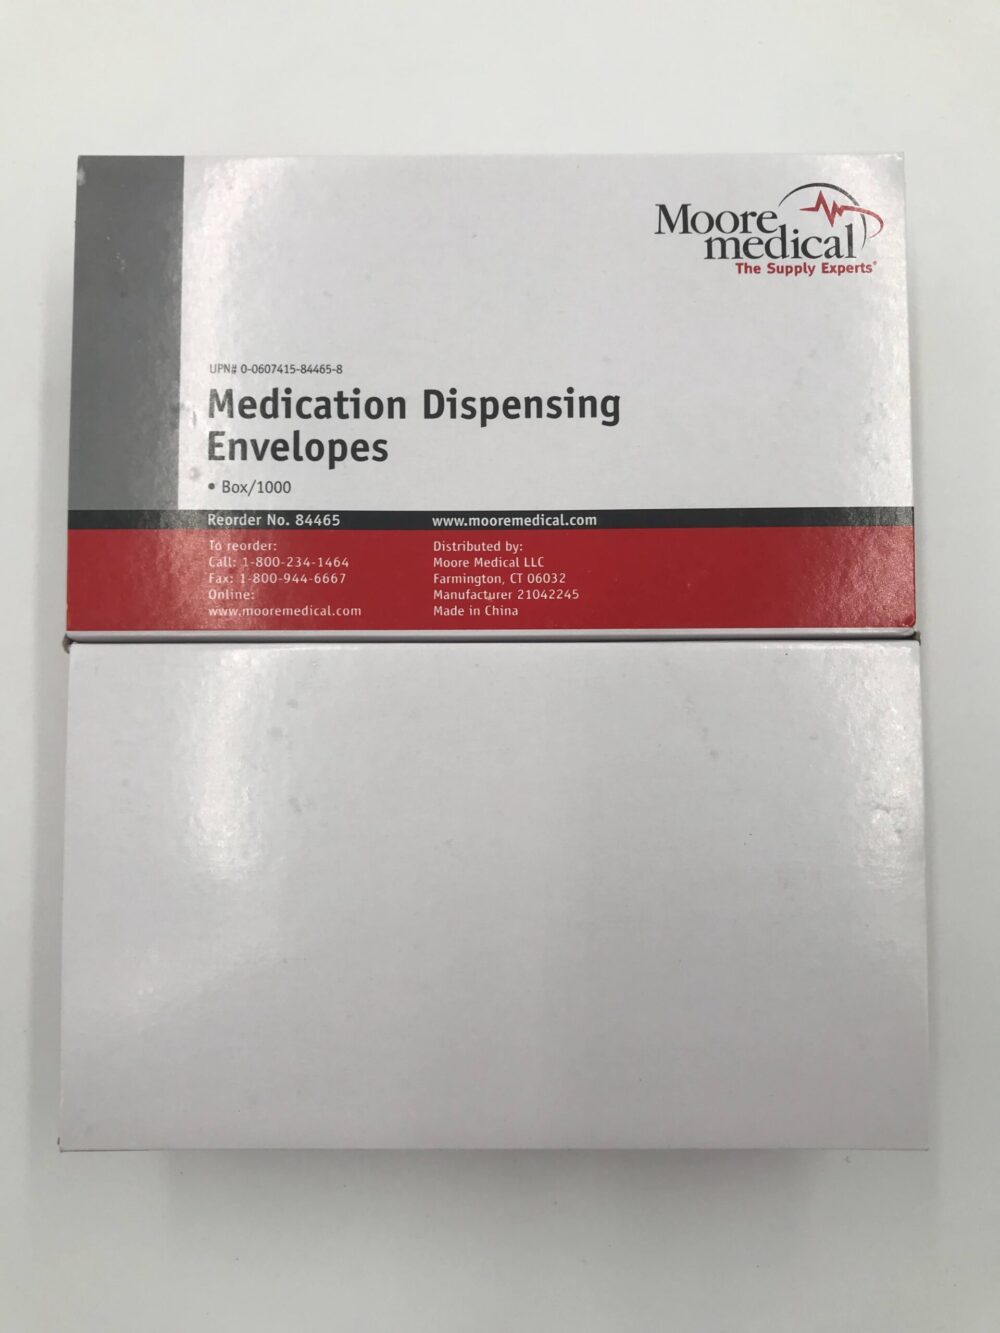 Moore
medical
The Supply Experts®
UPN# 0-0607415-84465-8
Medication Dispensing
Envelopes
• Box/1000
Reorder No. 84465
www.mooremedical.com
To reorder:
Call: 1-800-234-1464
Fax: 1-800-944-6667
Online:
www.mooremedical.com
Distributed by:
Moore Medical LLC
Farmington, CT 06032
Manufacturer 21042245
Made in China